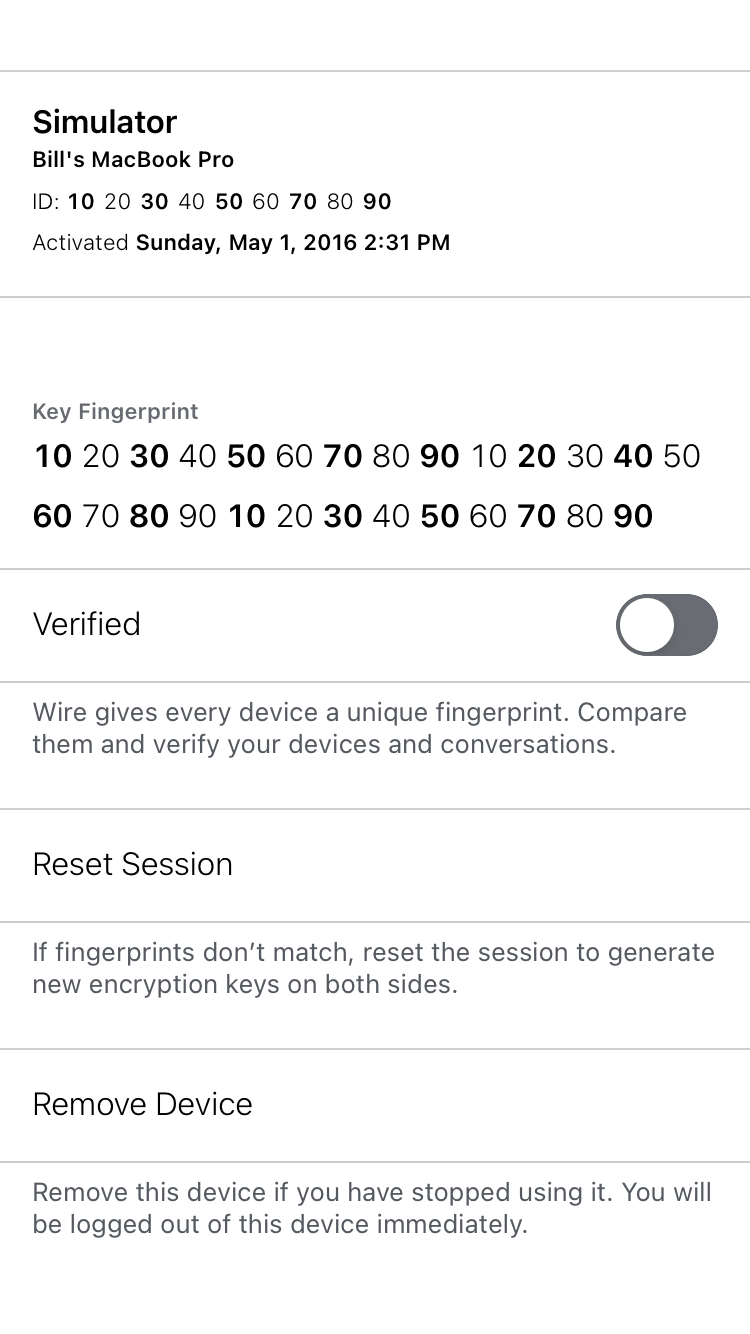 Simulator
Bill's MacBook Pro
ID: 10 20 30 40 50 60 70 80 90
Activated Sunday, May 1, 2016 2:31 PM
Key Fingerprint
10 20 30 40 50 60 70 80 90 10 20 30 40 50
60 70 80 90 10 20 30 40 50 60 70 80 90
Verified
Wire gives every device a unique fingerprint. Compare
them and verify your devices and conversations.
Reset Session
If fingerprints don’t match, reset the session to generate
new encryption keys on both sides.
Remove Device
Remove this device if you have stopped using it. You will
be logged out of this device immediately.